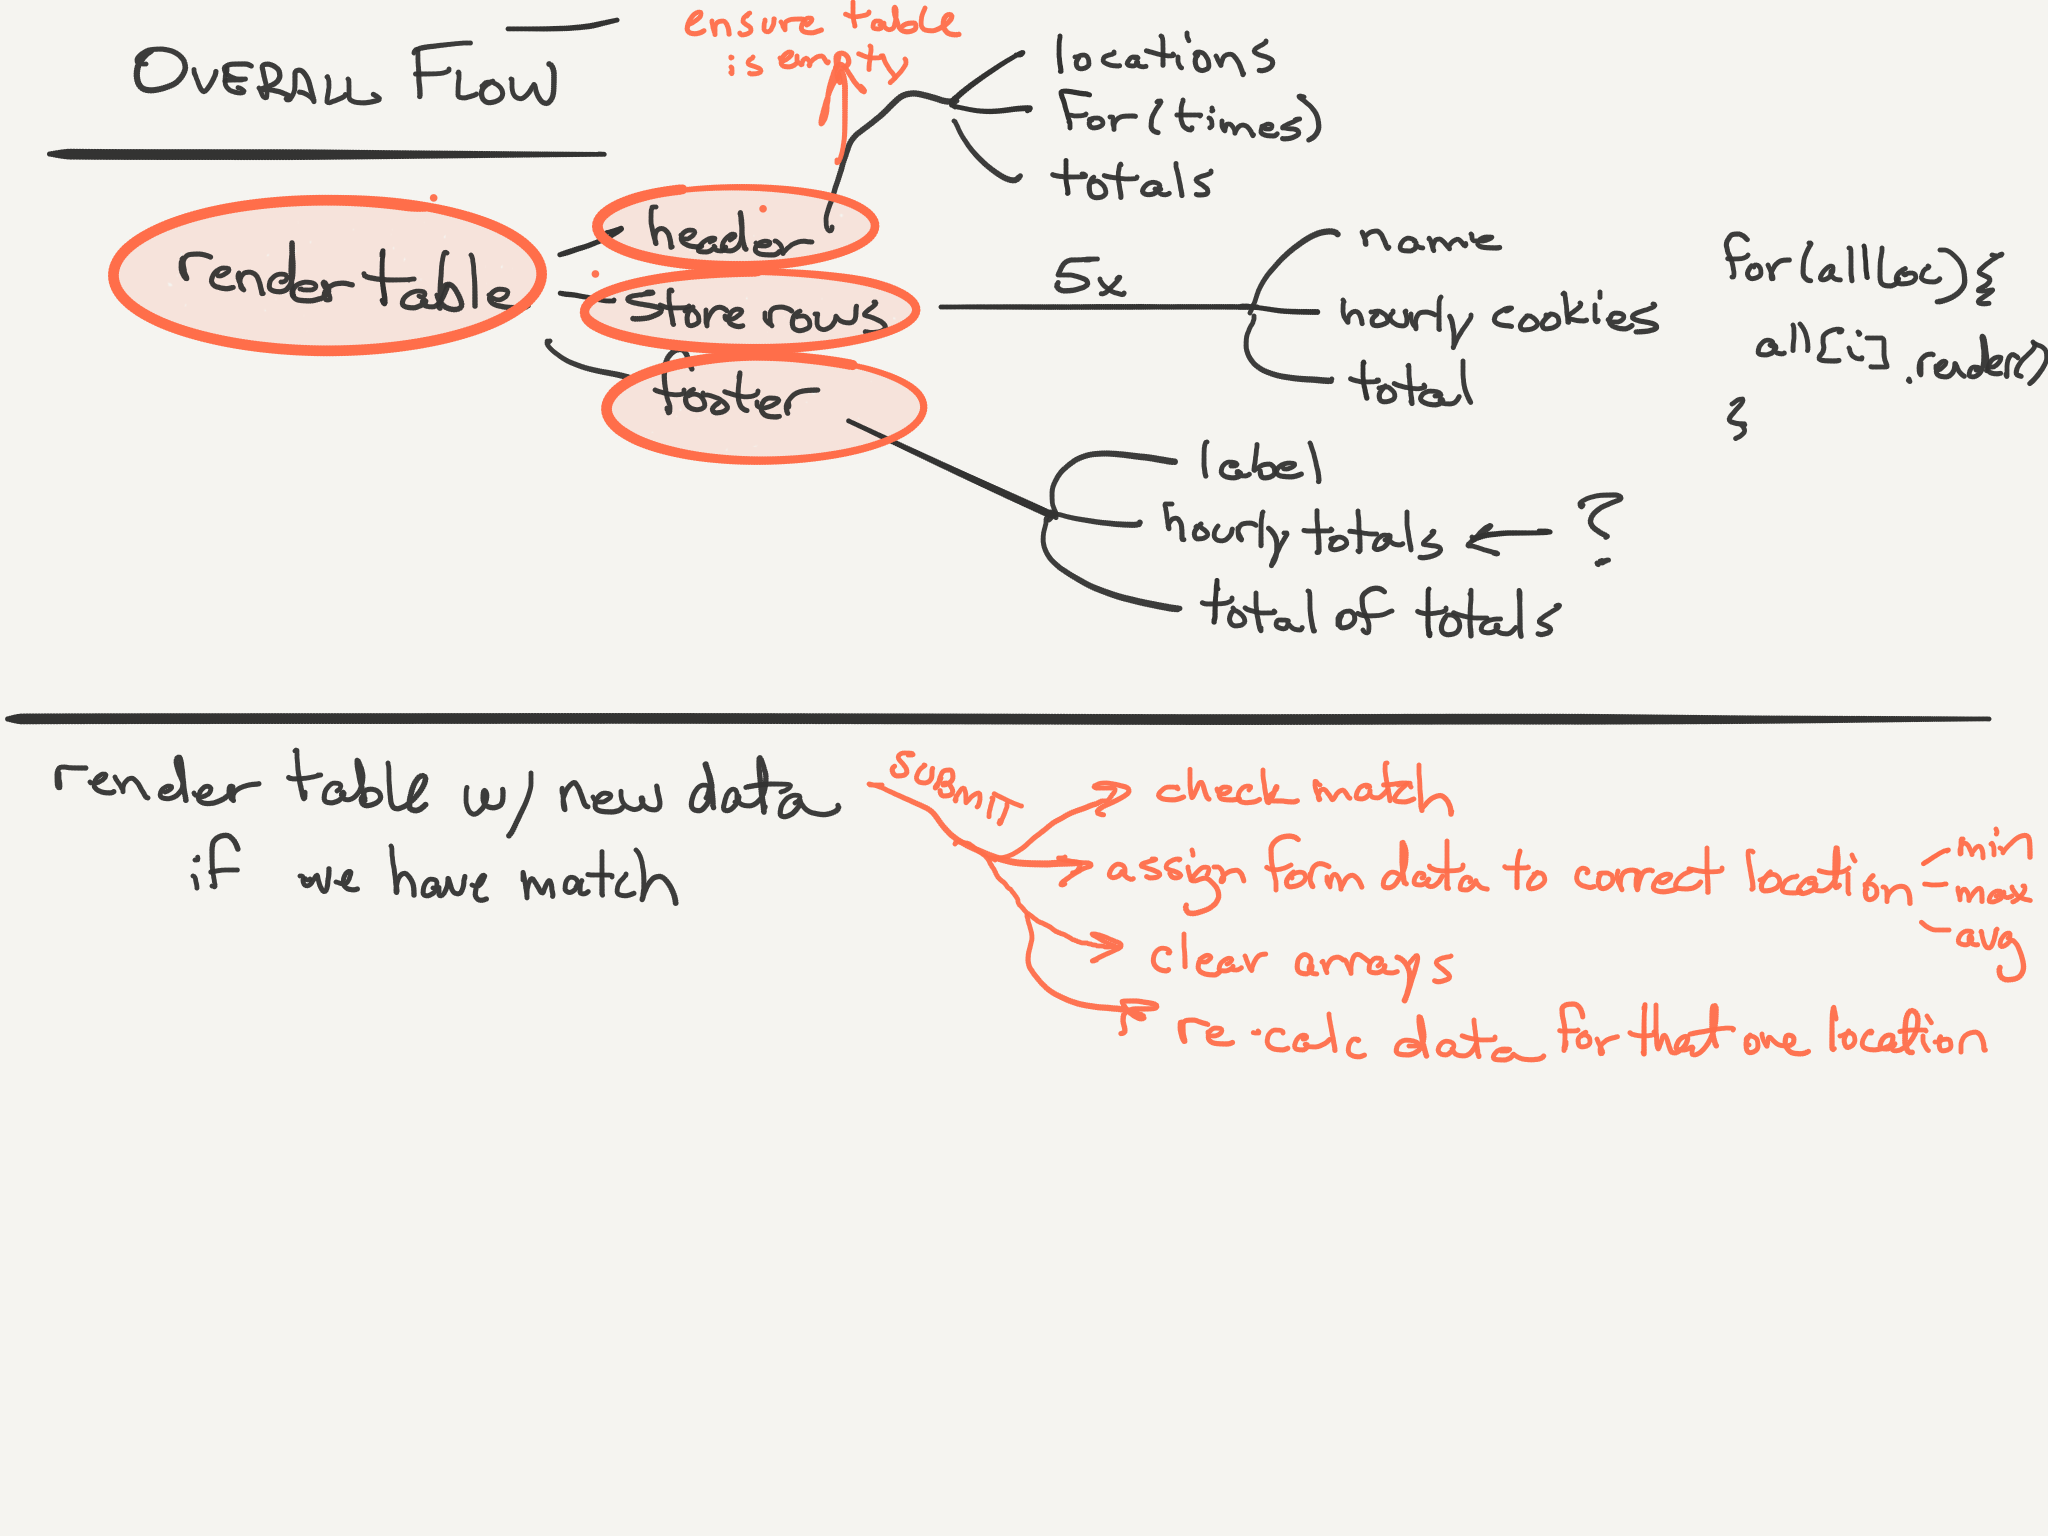 OVERALL FLOW
ensure table
is empty
locations
For(times)
totals
render table
header
store rows
footer
5x
name
hourly cookies
total
for(allLoc){
all[i].render()
}
label
hourly totals ← ?
total of totals
render table w/ new data
if we have match
SUBMIT
check match
assign form data to correct location
min
max
avg
clear arrays
re-calc data for that one location